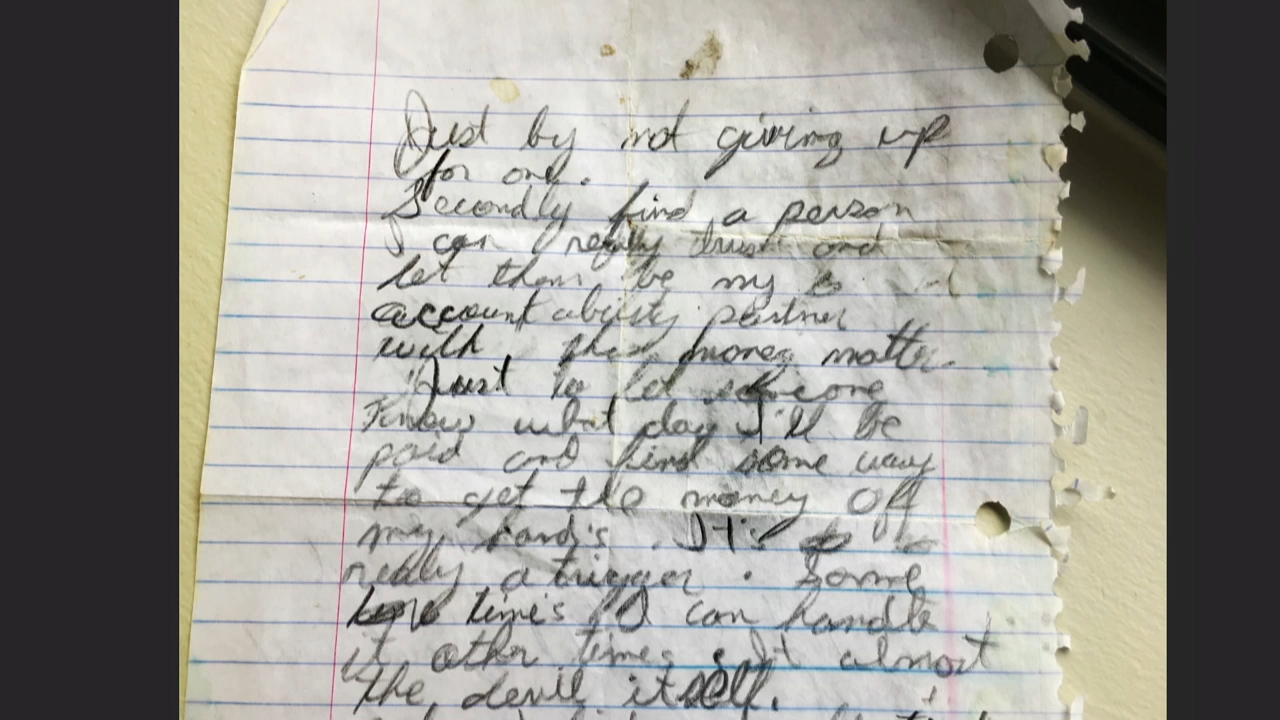 Just by not giving up
for one.
Secondly find a person
I can really trust and
let them be my
accountability partner
with this money matter.
Just to let someone
know what day I'll be
paid and find some way
to get the money off
my hand's. It's
really a trigger. Some
time's I can handle
it other times it almost
the devil itself.